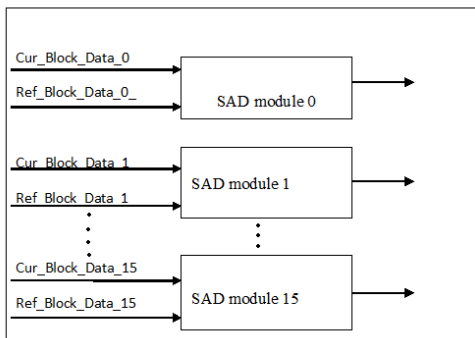 Cur_Block_Data_0
Ref_Block_Data_0_
SAD module 0
Cur_Block_Data_1
Ref_Block_Data_1
SAD module 1
Cur_Block_Data_15
Ref_Block_Data_15
SAD module 15